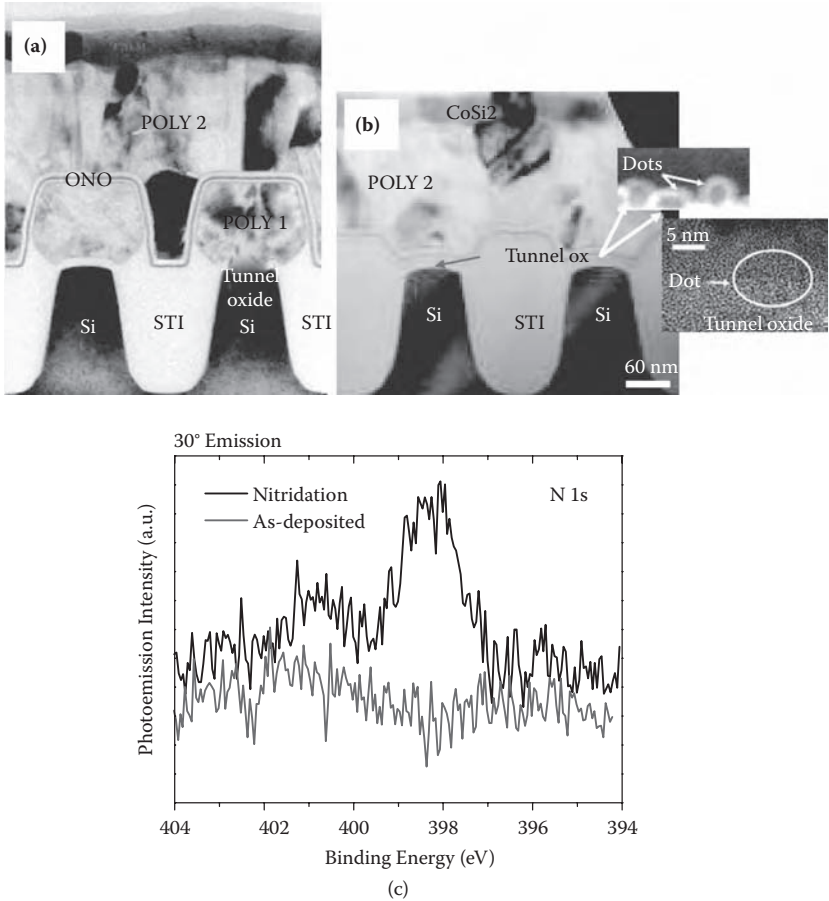 (a)
POLY 2
ONO
POLY 1
Tunnel
oxide
Si
STI
Si
STI
(b)
CoSi2
POLY 2
Dots
Tunnel ox
5 nm
Dot
Tunnel oxide
Si
STI
Si
60 nm
30° Emission
Nitridation
As-deposited
N 1s
Photoemission Intensity (a.u.)
404
402
400
398
396
394
Binding Energy (eV)
(c)